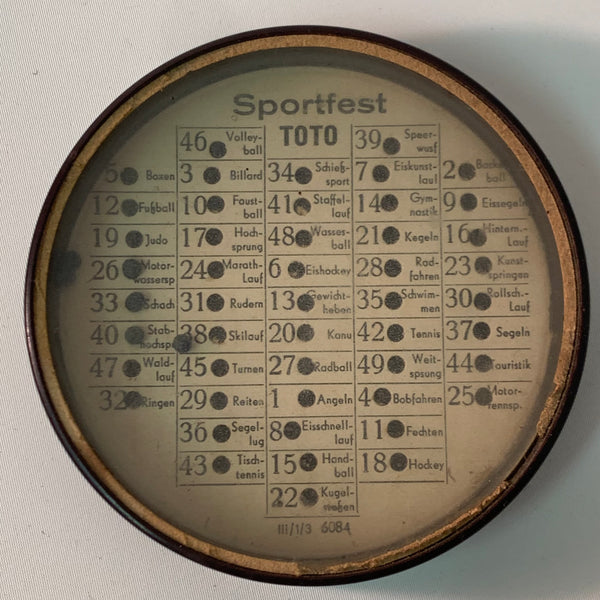 Sportfest
TOTO
46 Volley-
ball
39 Speer-
wurf
5 Boxen
3 Billard
34 Schieß-
sport
7 Eiskunst-
lauf
2
ball
12 Fußball
10 Faust-
ball
41 Staffel-
lauf
14 Gym-
nastik
9 Eissegeln
19 Judo
17 Hoch-
sprung
48 Wasser-
ball
21 Kegeln
16 Hindern.-
Lauf
26 Motor-
wassersp
24 Marath-
Lauf
6 Eishockey
28 Rad-
fahren
23 Kunst-
springen
33 Schach
31 Rudern
13 Gewicht-
heben
35 Schwim-
men
30 Rollsch.-
Lauf
40 Stab-
hochspr
38 Skilauf
20 Kanu
42 Tennis
37 Segeln
47 Wald-
lauf
45 Turnen
27 Radball
49 Weit-
spsung
44 Touristik
32 Ringen
29 Reiten
1 Angeln
4 Bobfahren
25 Motor-
rennsp.
36 Segel-
lug
8 Eisschnell-
lauf
11 Fechten
43 Tisch-
tennis
15 Hand-
ball
18 Hockey
22 Kugel-
stoßen
III/1/3 6084